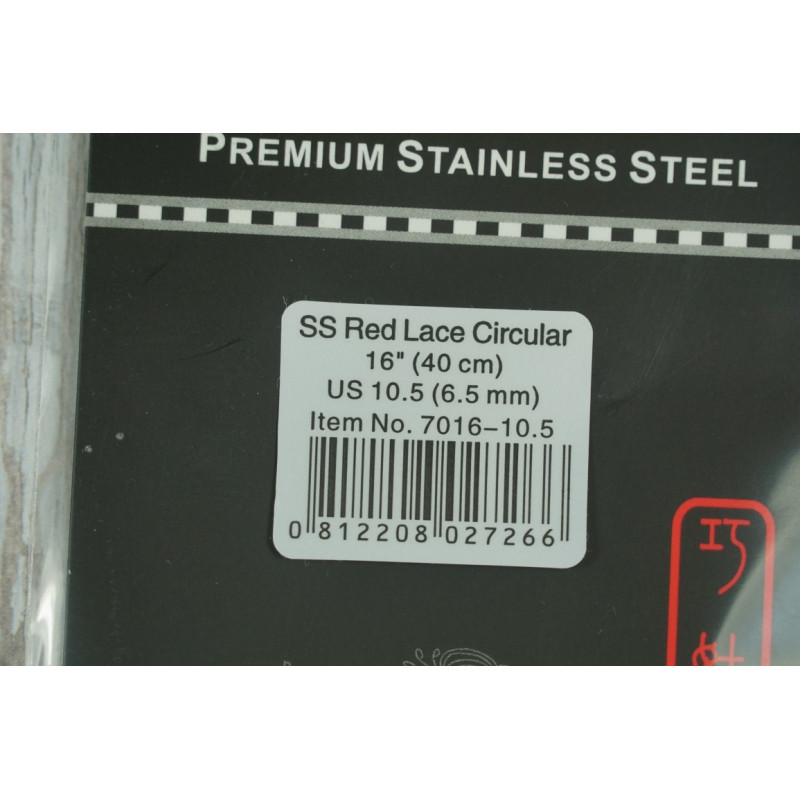 PREMIUM STAINLESS STEEL
SS Red Lace Circular
16" (40 cm)
US 10.5 (6.5 mm)
Item No. 7016-10.5
0 812208 027266
巧